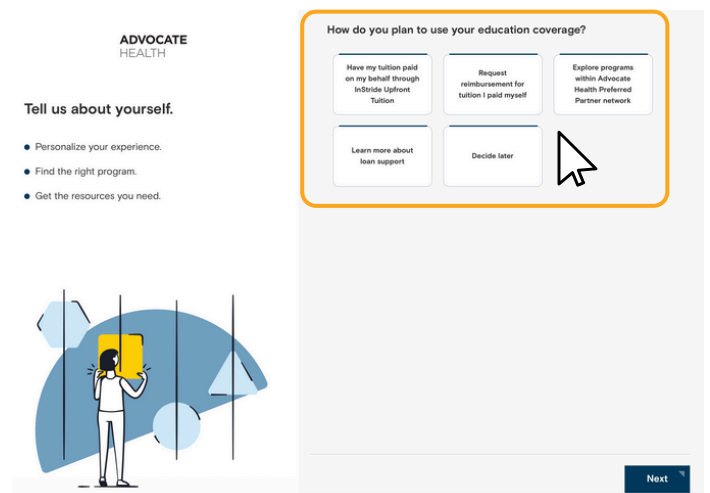 ADVOCATE
HEALTH
Tell us about yourself.
Personalize your experience.
Find the right program.
Get the resources you need.
How do you plan to use your education coverage?
Have my tuition paid
on my behalf through
InStride Upfront
Tuition
Request
reimbursement for
tuition I paid myself
Explore programs
within Advocate
Health Preferred
Partner network
Learn more about
loan support
Decide later
Next